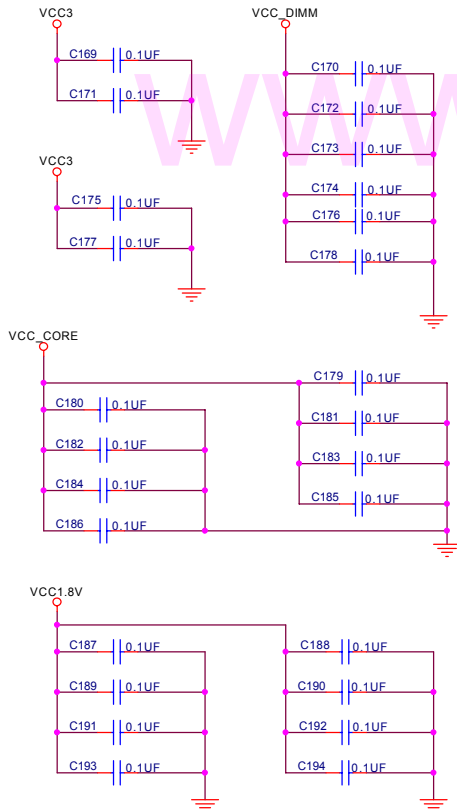 VCC3
C169 0.1UF
C171 0.1UF
VCC_DIMM
C170 0.1UF
C172 0.1UF
C173 0.1UF
C174 0.1UF
C176 0.1UF
C178 0.1UF
WWW
VCC3
C175 0.1UF
C177 0.1UF
VCC_CORE
C180 0.1UF
C182 0.1UF
C184 0.1UF
C186 0.1UF
C179 0.1UF
C181 0.1UF
C183 0.1UF
C185 0.1UF
VCC1.8V
C187 0.1UF
C189 0.1UF
C191 0.1UF
C193 0.1UF
C188 0.1UF
C190 0.1UF
C192 0.1UF
C194 0.1UF